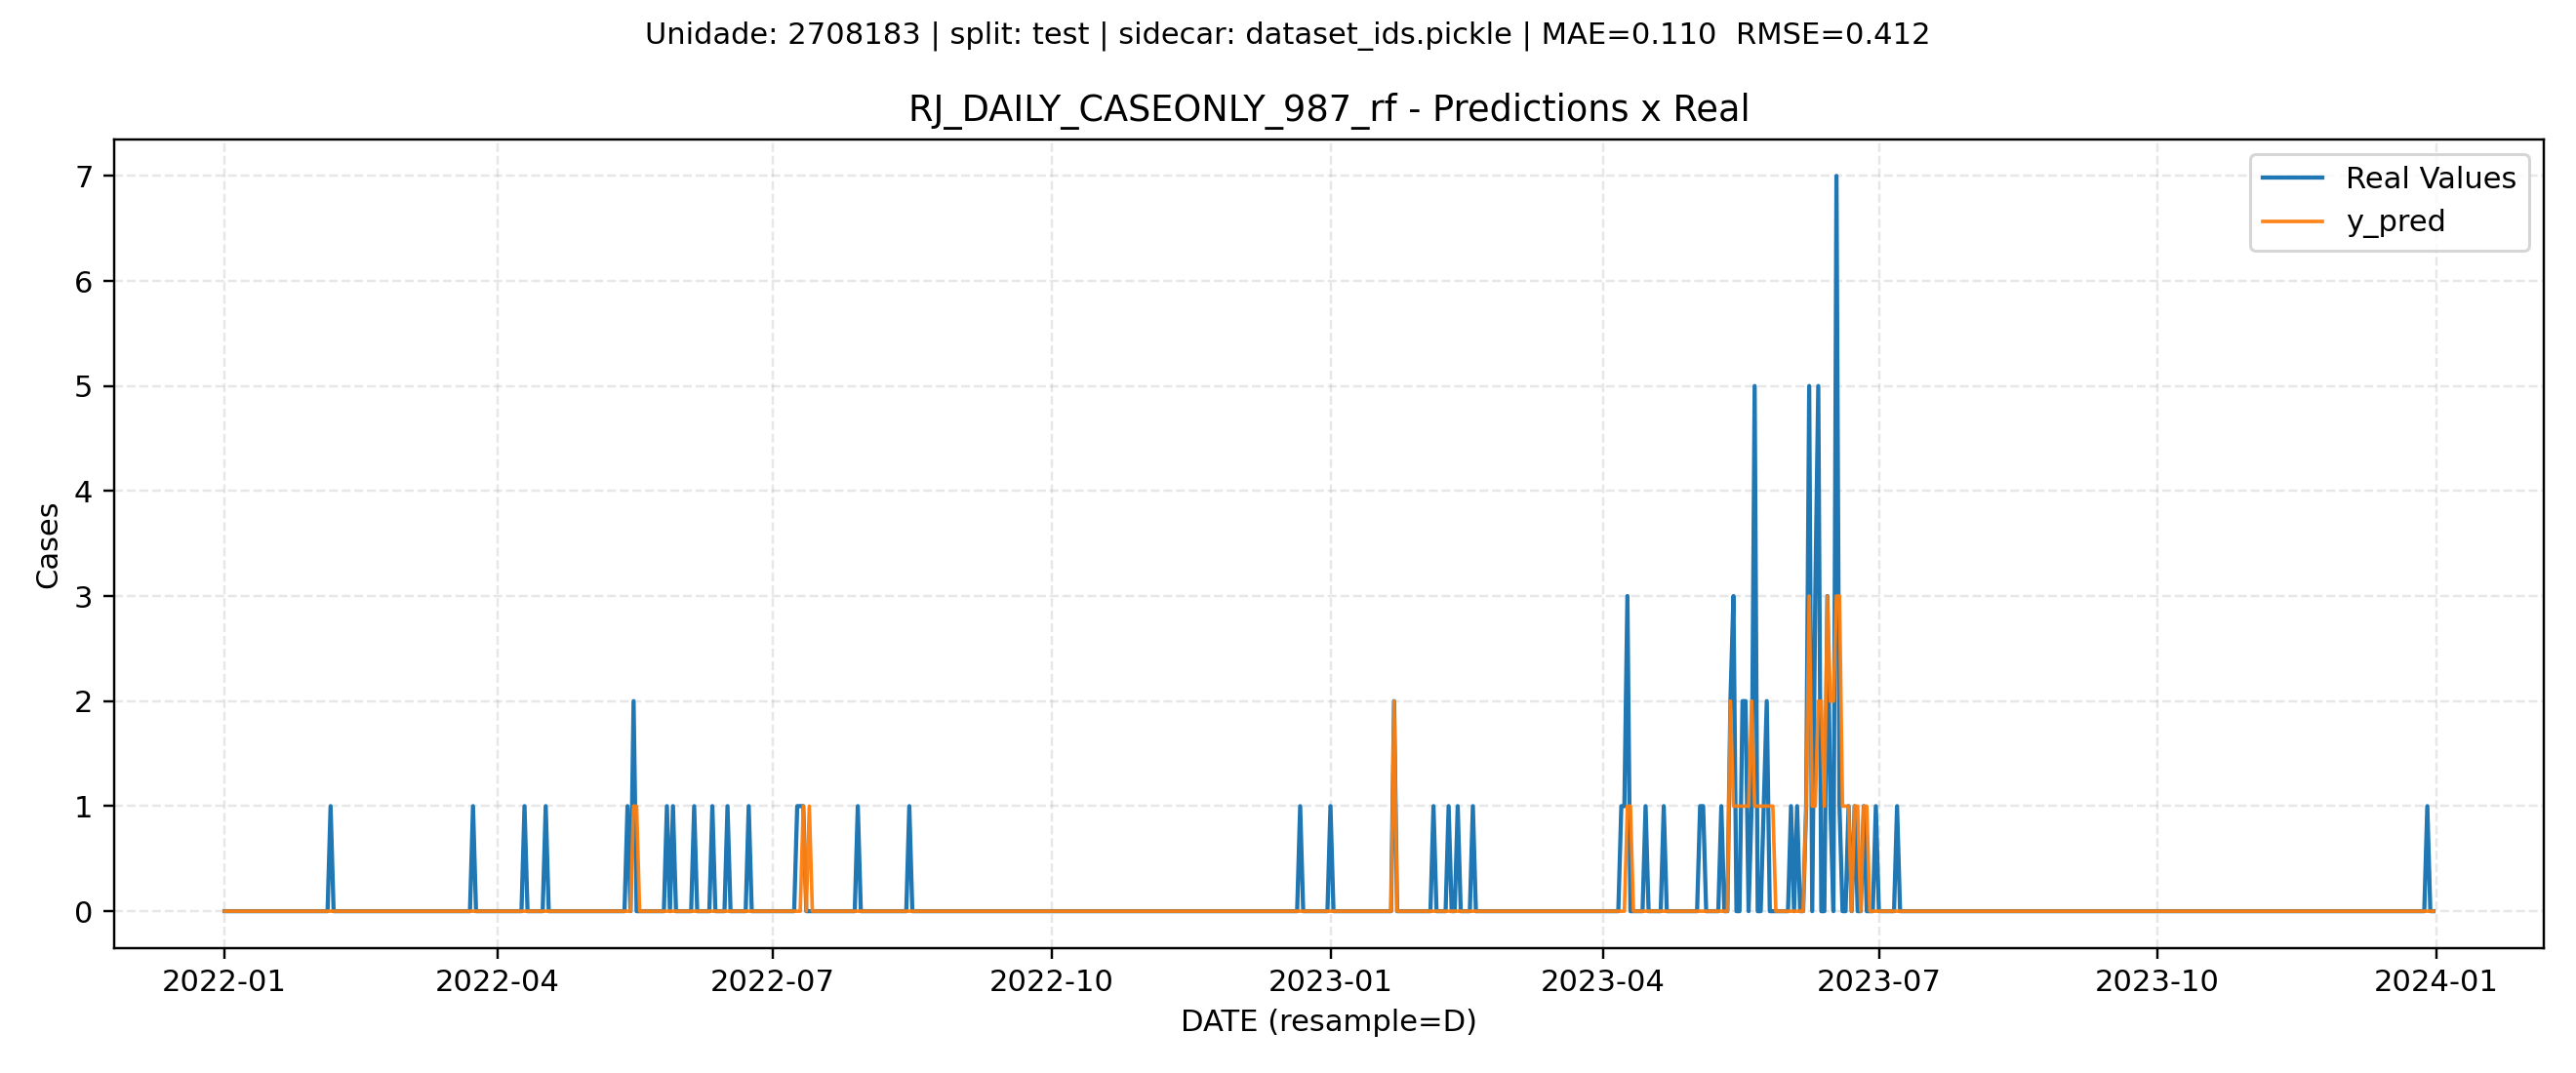 Unidade: 2708183 | split: test | sidecar: dataset_ids.pickle | MAE=0.110  RMSE=0.412
RJ_DAILY_CASEONLY_987_rf - Predictions x Real
Real Values
y_pred
7
6
5
4
3
2
1
0
Cases
2022-01
2022-04
2022-07
2022-10
2023-01
2023-04
2023-07
2023-10
2024-01
DATE (resample=D)